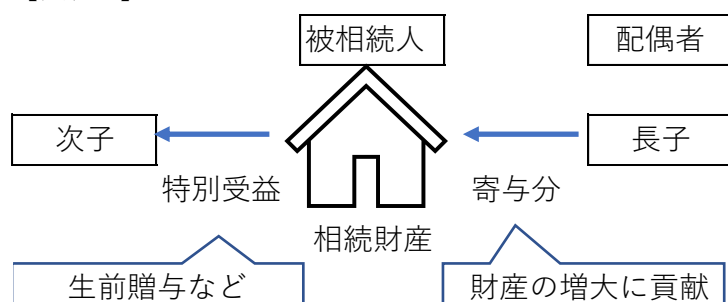 被相続人
配偶者
次子
長子
特別受益
寄与分
相続財産
生前贈与など
財産の増大に貢献